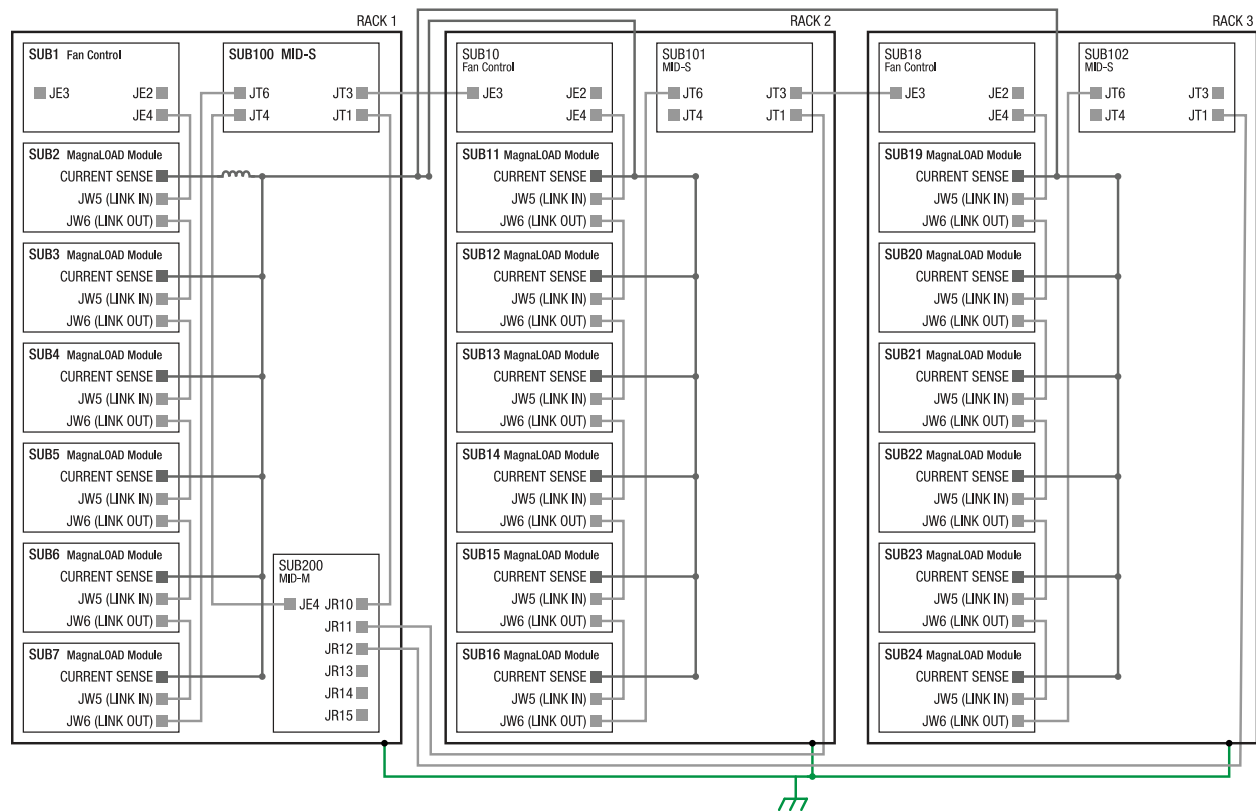 RACK 1
SUB1 Fan Control
JE3
JE2
JE4
SUB100 MID-S
JT6
JT3
JT4
JT1
SUB2 MagnaLOAD Module
CURRENT SENSE
JW5 (LINK IN)
JW6 (LINK OUT)
SUB3 MagnaLOAD Module
CURRENT SENSE
JW5 (LINK IN)
JW6 (LINK OUT)
SUB4 MagnaLOAD Module
CURRENT SENSE
JW5 (LINK IN)
JW6 (LINK OUT)
SUB5 MagnaLOAD Module
CURRENT SENSE
JW5 (LINK IN)
JW6 (LINK OUT)
SUB6 MagnaLOAD Module
CURRENT SENSE
JW5 (LINK IN)
JW6 (LINK OUT)
SUB7 MagnaLOAD Module
CURRENT SENSE
JW5 (LINK IN)
JW6 (LINK OUT)
SUB200
MID-M
JE4 JR10
JR11
JR12
JR13
JR14
JR15
RACK 2
SUB10
Fan Control
JE3
JE2
JE4
SUB101
MID-S
JT6
JT3
JT4
JT1
SUB11 MagnaLOAD Module
CURRENT SENSE
JW5 (LINK IN)
JW6 (LINK OUT)
SUB12 MagnaLOAD Module
CURRENT SENSE
JW5 (LINK IN)
JW6 (LINK OUT)
SUB13 MagnaLOAD Module
CURRENT SENSE
JW5 (LINK IN)
JW6 (LINK OUT)
SUB14 MagnaLOAD Module
CURRENT SENSE
JW5 (LINK IN)
JW6 (LINK OUT)
SUB15 MagnaLOAD Module
CURRENT SENSE
JW5 (LINK IN)
JW6 (LINK OUT)
SUB16 MagnaLOAD Module
CURRENT SENSE
JW5 (LINK IN)
JW6 (LINK OUT)
RACK 3
SUB18
Fan Control
JE3
JE2
JE4
SUB102
MID-S
JT6
JT3
JT4
JT1
SUB19 MagnaLOAD Module
CURRENT SENSE
JW5 (LINK IN)
JW6 (LINK OUT)
SUB20 MagnaLOAD Module
CURRENT SENSE
JW5 (LINK IN)
JW6 (LINK OUT)
SUB21 MagnaLOAD Module
CURRENT SENSE
JW5 (LINK IN)
JW6 (LINK OUT)
SUB22 MagnaLOAD Module
CURRENT SENSE
JW5 (LINK IN)
JW6 (LINK OUT)
SUB23 MagnaLOAD Module
CURRENT SENSE
JW5 (LINK IN)
JW6 (LINK OUT)
SUB24 MagnaLOAD Module
CURRENT SENSE
JW5 (LINK IN)
JW6 (LINK OUT)